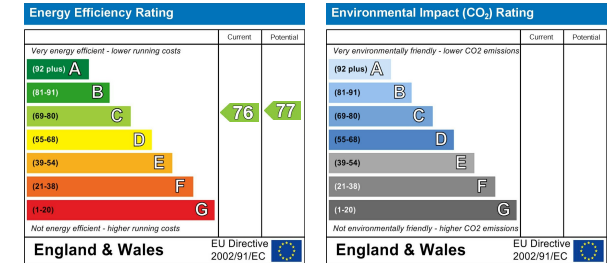 Energy Efficiency Rating
Current Potential
Very energy efficient - lower running costs
(92 plus) A
(81-91) B
(69-80) C 76 77
(55-68) D
(39-54) E
(21-38) F
(1-20) G
Not energy efficient - higher running costs
England & Wales
EU Directive
2002/91/EC
Environmental Impact (CO₂) Rating
Current Potential
Very environmentally friendly - lower CO2 emissions
(92 plus) A
(81-91) B
(69-80) C
(55-68) D
(39-54) E
(21-38) F
(1-20) G
Not environmentally friendly - higher CO2 emissions
England & Wales
EU Directive
2002/91/EC